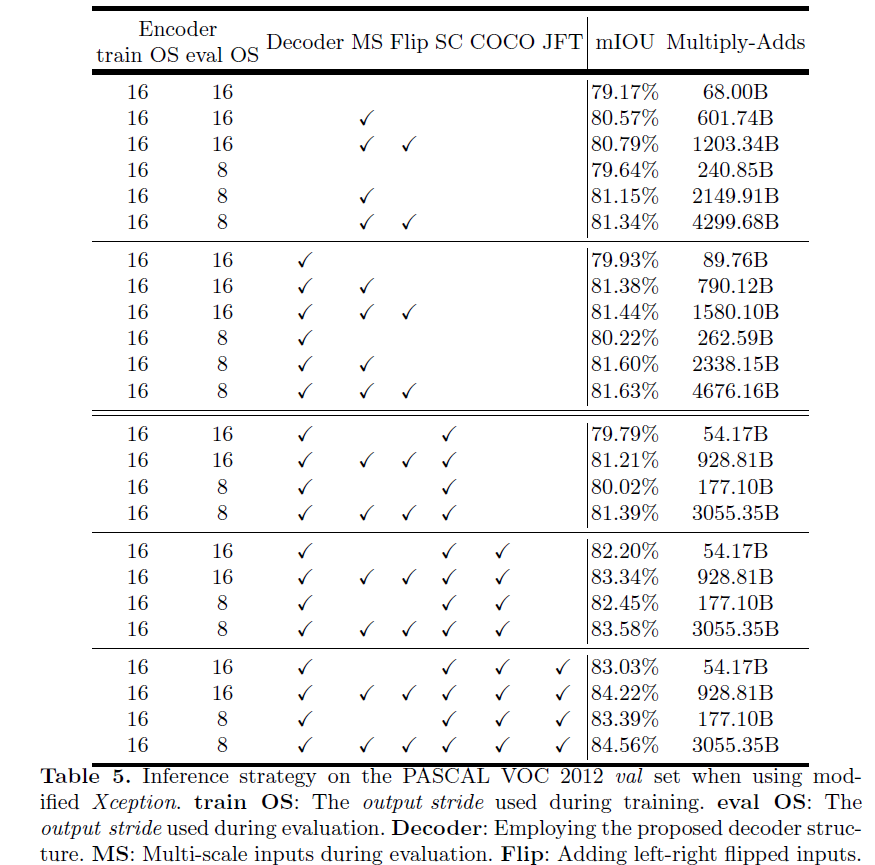 Encoder
train OS eval OS Decoder MS Flip SC COCO JFT mIOU Multiply-Adds
16 16 79.17% 68.00B
16 16 ✓ 80.57% 601.74B
16 16 ✓ ✓ 80.79% 1203.34B
16 8 79.64% 240.85B
16 8 ✓ 81.15% 2149.91B
16 8 ✓ ✓ 81.34% 4299.68B
16 16 ✓ 79.93% 89.76B
16 16 ✓ ✓ 81.38% 790.12B
16 16 ✓ ✓ ✓ 81.44% 1580.10B
16 8 ✓ 80.22% 262.59B
16 8 ✓ ✓ 81.60% 2338.15B
16 8 ✓ ✓ ✓ 81.63% 4676.16B
16 16 ✓ ✓ 79.79% 54.17B
16 16 ✓ ✓ ✓ ✓ 81.21% 928.81B
16 8 ✓ ✓ 80.02% 177.10B
16 8 ✓ ✓ ✓ ✓ 81.39% 3055.35B
16 16 ✓ ✓ ✓ 82.20% 54.17B
16 16 ✓ ✓ ✓ ✓ ✓ 83.34% 928.81B
16 8 ✓ ✓ ✓ 82.45% 177.10B
16 8 ✓ ✓ ✓ ✓ ✓ 83.58% 3055.35B
16 16 ✓ ✓ ✓ ✓ 83.03% 54.17B
16 16 ✓ ✓ ✓ ✓ ✓ ✓ 84.22% 928.81B
16 8 ✓ ✓ ✓ ✓ 83.39% 177.10B
16 8 ✓ ✓ ✓ ✓ ✓ ✓ 84.56% 3055.35B
Table 5. Inference strategy on the PASCAL VOC 2012 val set when using mod-
ified Xception. train OS: The output stride used during training. eval OS: The
output stride used during evaluation. Decoder: Employing the proposed decoder struc-
ture. MS: Multi-scale inputs during evaluation. Flip: Adding left-right flipped inputs.